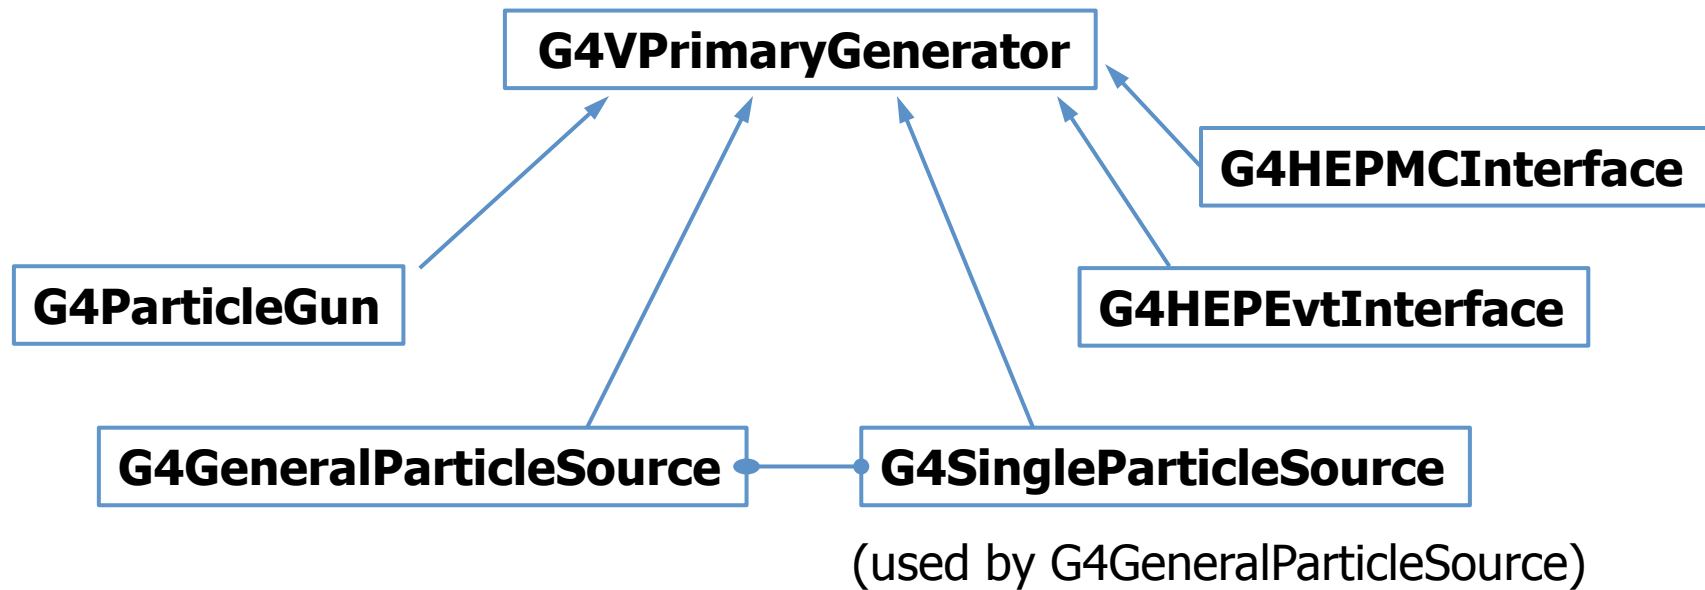 G4VPrimaryGenerator
G4HEPMCInterface
G4ParticleGun
G4HEPEvtInterface
G4GeneralParticleSource
G4SingleParticleSource
(used by G4GeneralParticleSource)